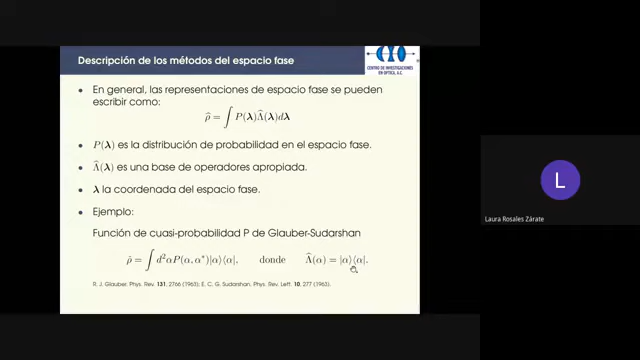 Descripción de los métodos del espacio fase
CENTRO DE INVESTIGACIONES
EN OPTICA, A.C.
• En general, las representaciones de espacio fase se pueden
escribir como:
ρ̂ = ∫ P(λ)Λ̂(λ)dλ
• P(λ) es la distribución de probabilidad en el espacio fase.
• Λ̂(λ) es una base de operadores apropiada.
• λ la coordenada del espacio fase.
• Ejemplo:
Función de cuasi-probabilidad P de Glauber-Sudarshan
ρ̂ = ∫ d²αP(α, α*)|α⟩⟨α|, donde Λ̂(α) = |α⟩⟨α|.
R. J. Glauber, Phys. Rev. 131, 2766 (1963); E. C. G. Sudarshan, Phys. Rev. Lett. 10, 277 (1963).
L
Laura Rosales Zárate